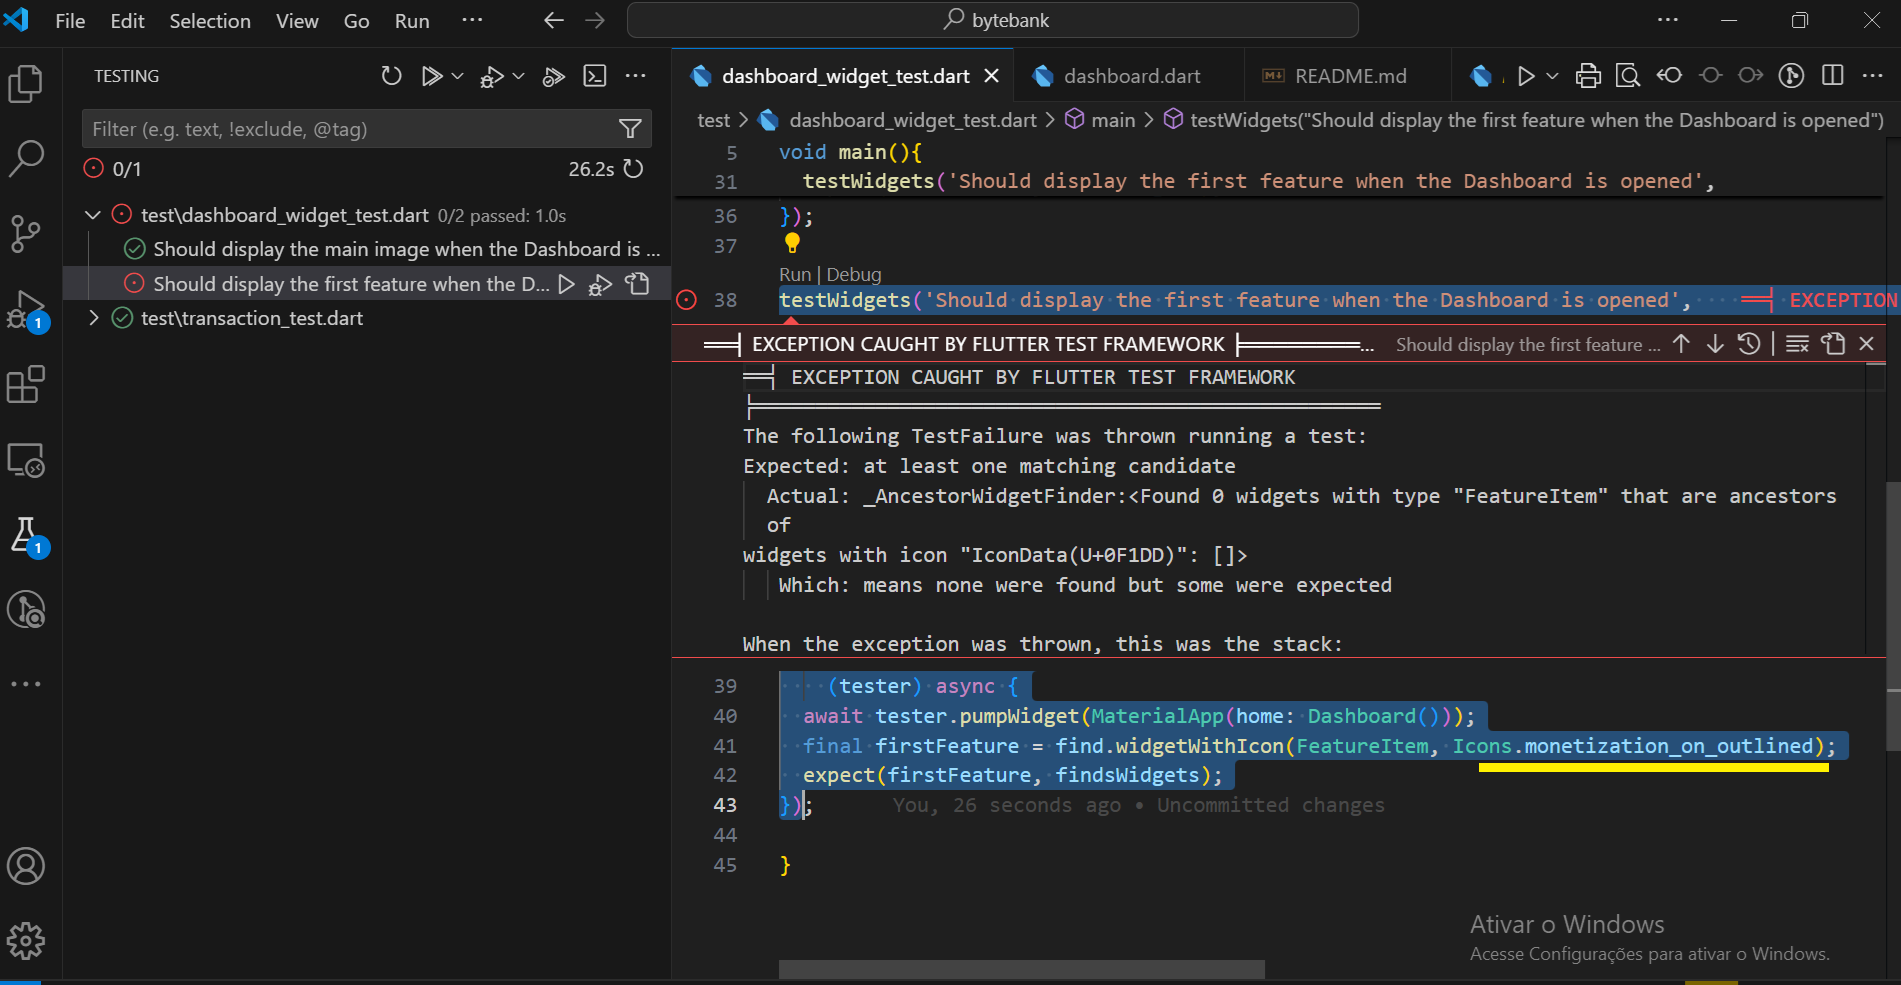 File Edit Selection View Go Run ··· bytebank
TESTING
dashboard_widget_test.dart
dashboard.dart
README.md
Filter (e.g. text, !exclude, @tag)
test > dashboard_widget_test.dart > main > testWidgets("Should display the first feature when the Dashboard is opened")
0/1 26.2s
test\dashboard_widget_test.dart 0/2 passed: 1.0s
Should display the main image when the Dashboard is ...
Should display the first feature when the D...
test\transaction_test.dart
1
1
5 void main(){
31 testWidgets('Should display the first feature when the Dashboard is opened',
36 });
37
Run | Debug
38 testWidgets('Should display the first feature when the Dashboard is opened', ══╡ EXCEPTION
══╡ EXCEPTION CAUGHT BY FLUTTER TEST FRAMEWORK ╞═════════... Should display the first feature ...
══╡ EXCEPTION CAUGHT BY FLUTTER TEST FRAMEWORK
╞════════════════════════════════════════════════════
The following TestFailure was thrown running a test:
Expected: at least one matching candidate
Actual: _AncestorWidgetFinder:<Found 0 widgets with type "FeatureItem" that are ancestors
of
widgets with icon "IconData(U+0F1DD)": []>
Which: means none were found but some were expected
When the exception was thrown, this was the stack:
39 (tester) async {
40 await tester.pumpWidget(MaterialApp(home: Dashboard()));
41 final firstFeature = find.widgetWithIcon(FeatureItem, Icons.monetization_on_outlined);
42 expect(firstFeature, findsWidgets);
43 }); You, 26 seconds ago • Uncommitted changes
44
45 }
Ativar o Windows
Acesse Configurações para ativar o Windows.